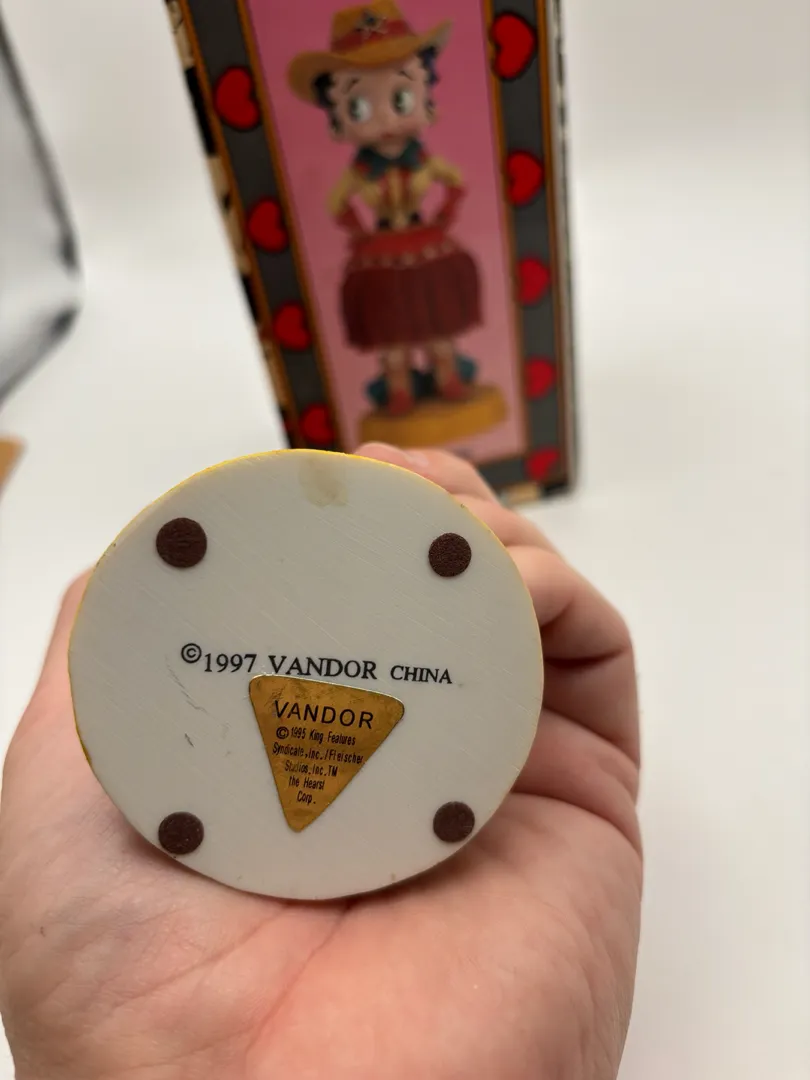 ©1997 VANDOR CHINA
VANDOR
©1995 King Features
Syndicate,Inc./Fleischer
Studios,Inc.TM
the Hearst
Corp.